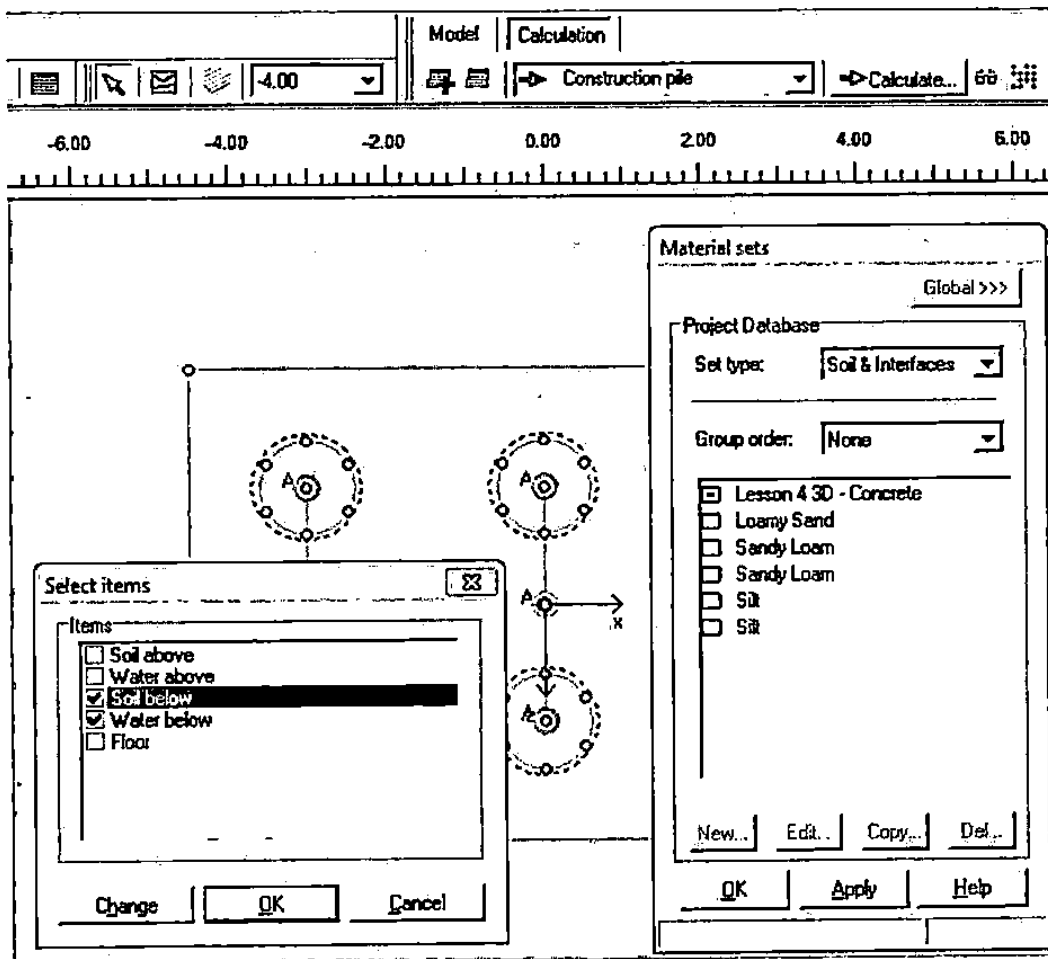 Model Calculation
-4.00 Construction pile Calculate...
-6.00 -4.00 -2.00 0.00 2.00 4.00 6.00
Material sets
Global >>>
Project Database
Set type: Soil & Interfaces
Group order: None
Lesson 4 3D - Concrete
Loamy Sand
Sandy Loam
Sandy Loam
Silt
Silt
New... Edit... Copy... Del...
OK Apply Help
A A
A x
A
Select items
Items
Soil above
Water above
Soil below
Water below
Floor
Change OK Cancel